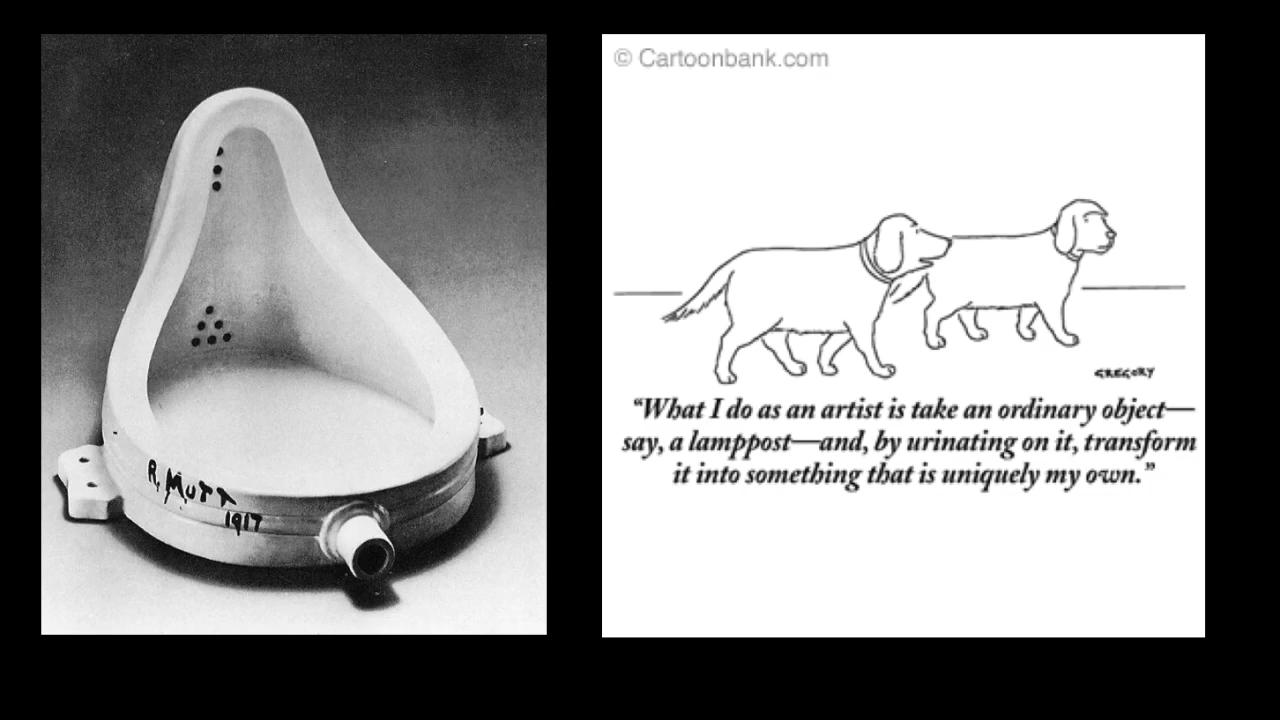 R. MUTT
1917
© Cartoonbank.com
GREGORY
“What I do as an artist is take an ordinary object—
say, a lamppost—and, by urinating on it, transform
it into something that is uniquely my own.”